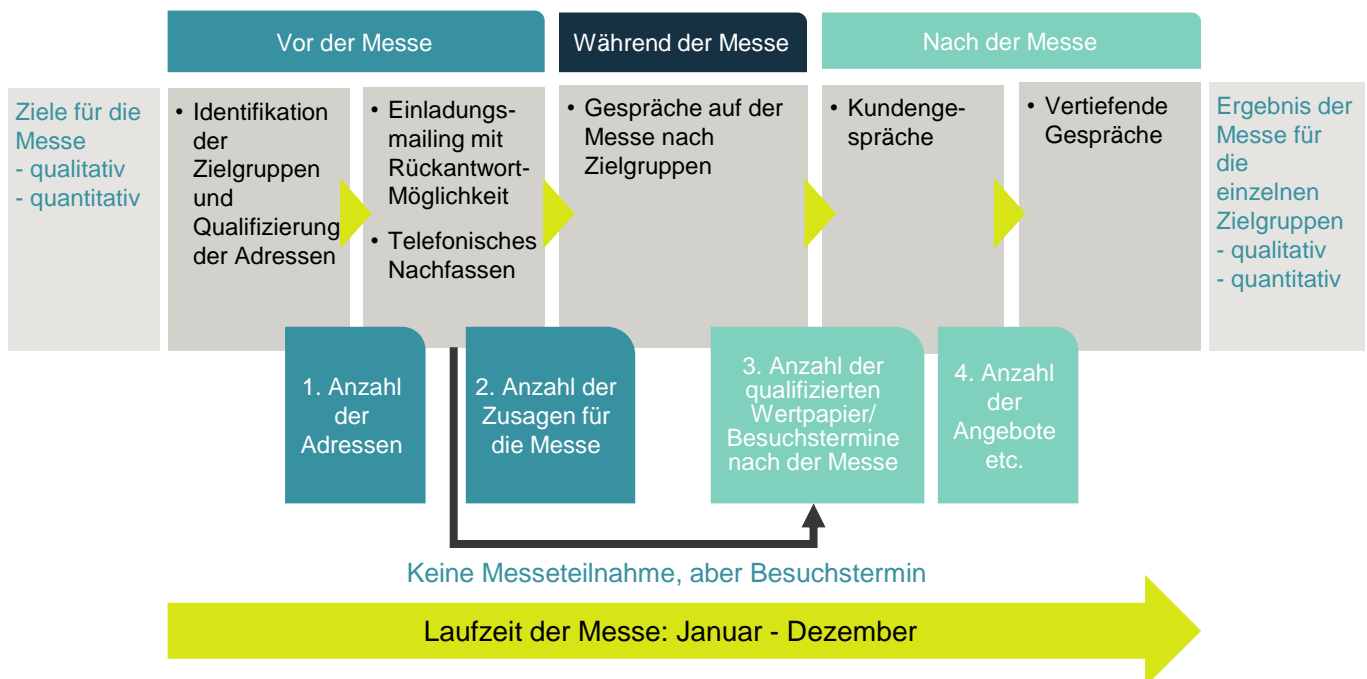 Vor der Messe
Während der Messe
Nach der Messe
Ziele für die
Messe
- qualitativ
- quantitativ
• Identifikation
der
Zielgruppen
und
Qualifizierung
der Adressen
• Einladungs-
mailing mit
Rückantwort-
Möglichkeit
• Telefonisches
Nachfassen
• Gespräche auf der
Messe nach
Zielgruppen
• Kundenge-
spräche
• Vertiefende
Gespräche
Ergebnis der
Messe für
die
einzelnen
Zielgruppen
- qualitativ
- quantitativ
1. Anzahl
der
Adressen
2. Anzahl der
Zusagen für
die Messe
3. Anzahl der
qualifizierten
Wertpapier/
Besuchstermine
nach der Messe
4. Anzahl
der
Angebote
etc.
Keine Messeteilnahme, aber Besuchstermin
Laufzeit der Messe: Januar - Dezember